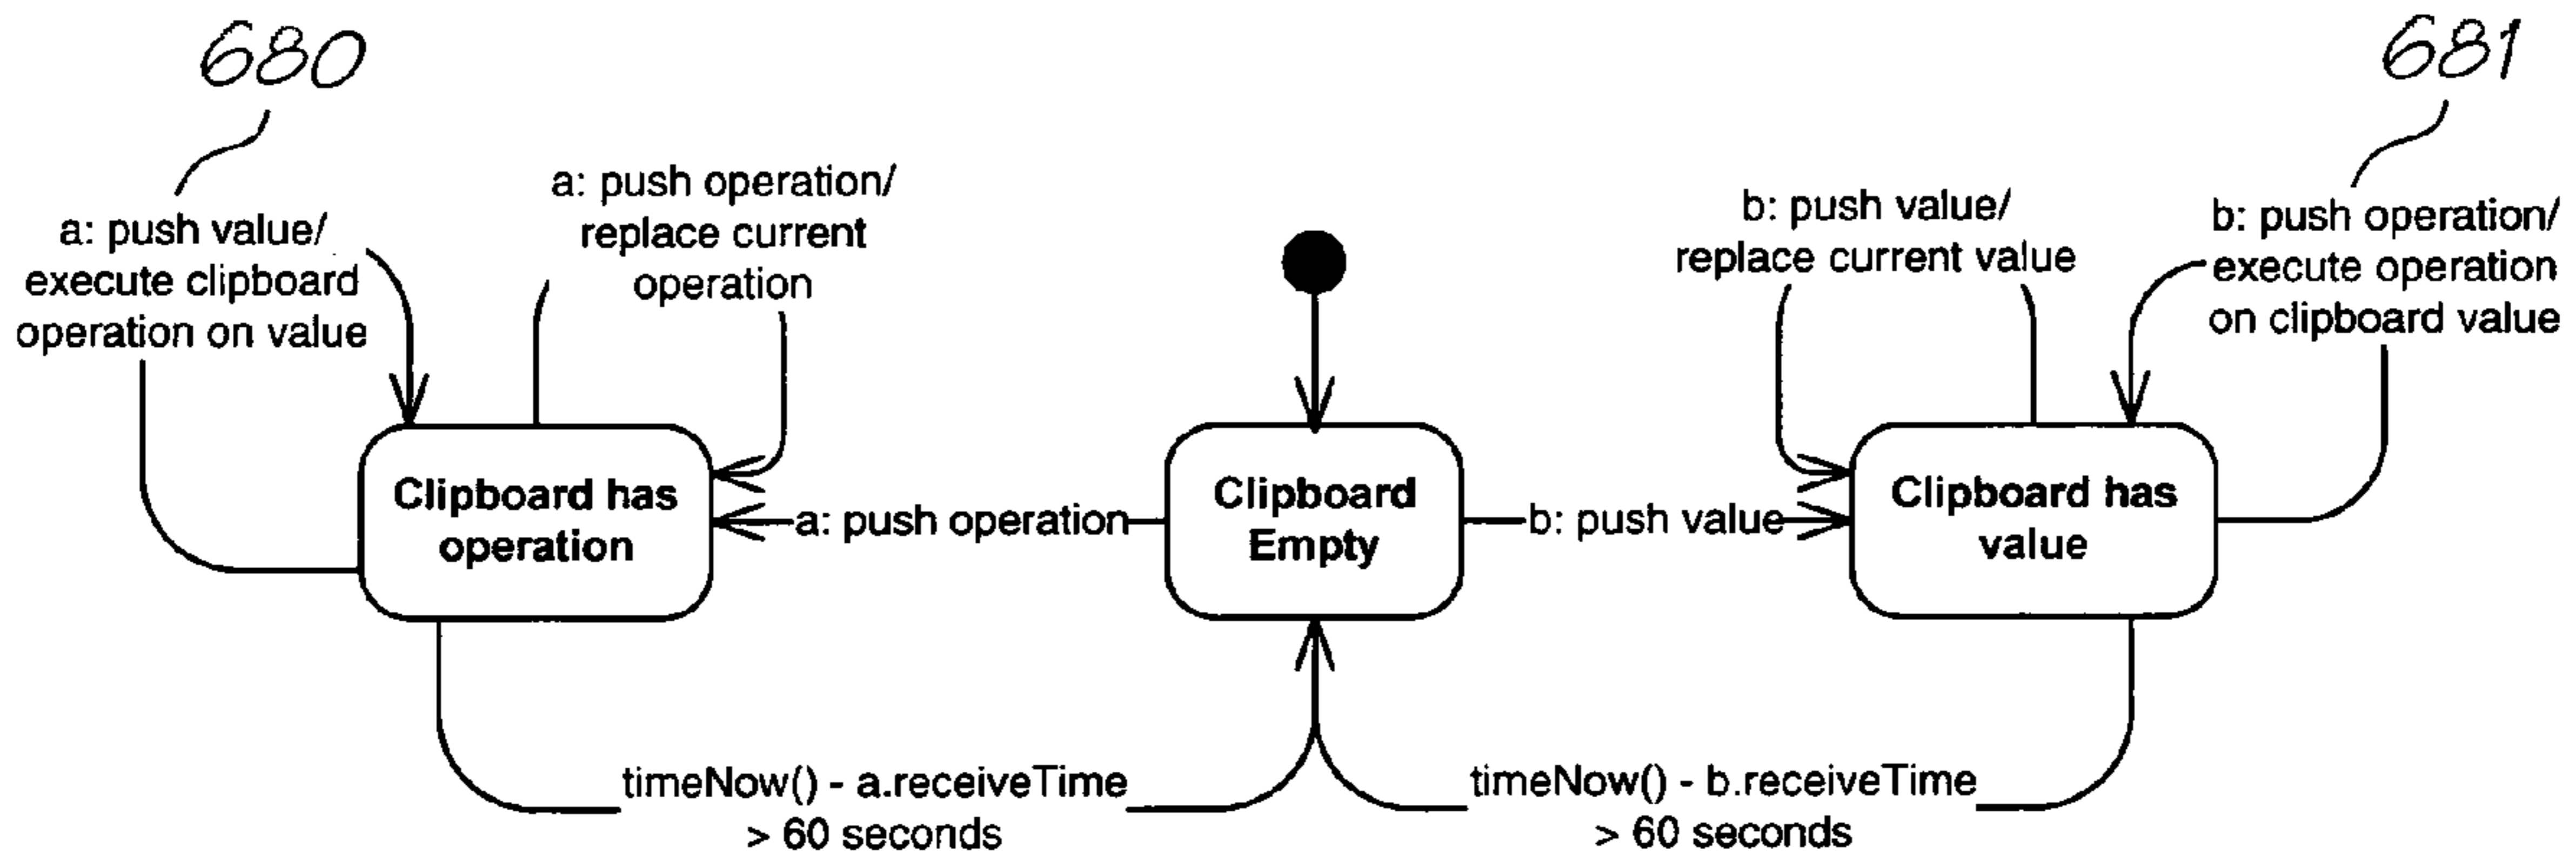 680
681
a: push value/
execute clipboard
operation on value
a: push operation/
replace current
operation
b: push value/
replace current value
b: push operation/
execute operation
on clipboard value
Clipboard has
operation
a: push operation
Clipboard
Empty
b: push value
Clipboard has
value
timeNow() - a.receiveTime
> 60 seconds
timeNow() - b.receiveTime
> 60 seconds